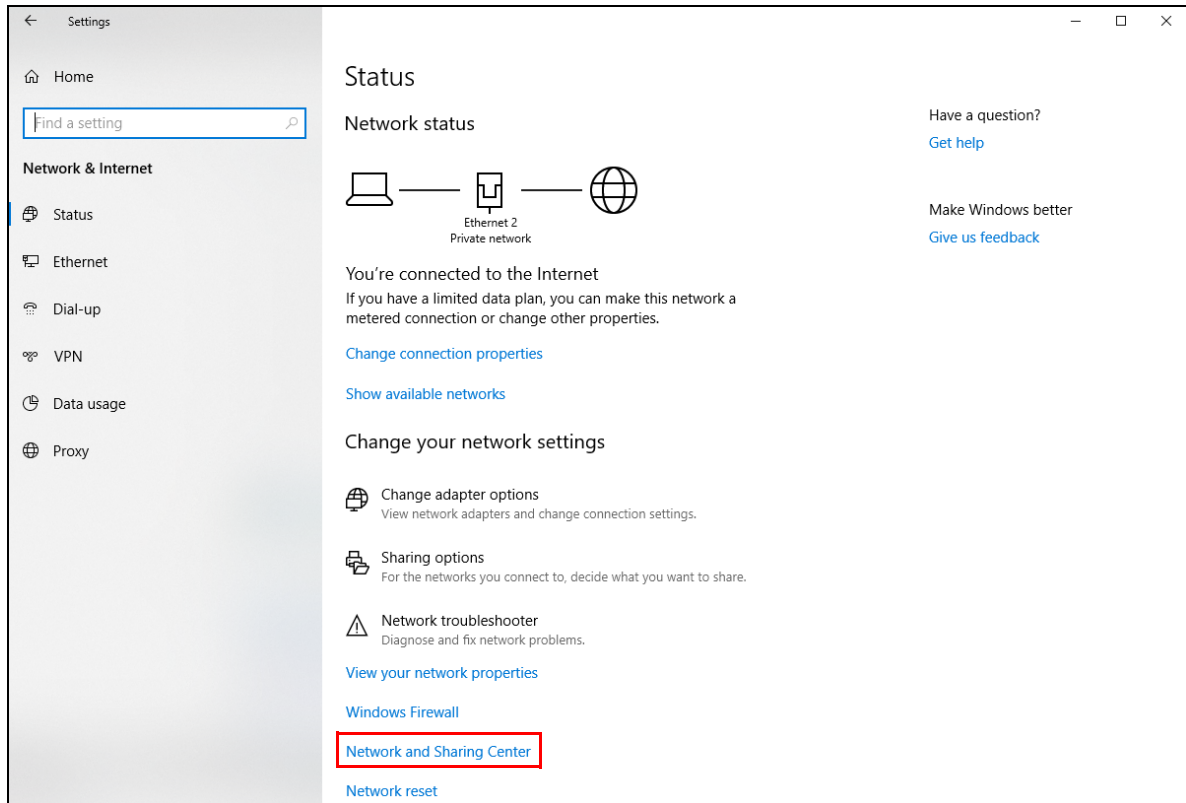 Settings
Home
Find a setting
Network & Internet
Status
Ethernet
Dial-up
VPN
Data usage
Proxy
Status
Network status
Ethernet 2
Private network
You're connected to the Internet
If you have a limited data plan, you can make this network a
metered connection or change other properties.
Change connection properties
Show available networks
Change your network settings
Change adapter options
View network adapters and change connection settings.
Sharing options
For the networks you connect to, decide what you want to share.
Network troubleshooter
Diagnose and fix network problems.
View your network properties
Windows Firewall
Network and Sharing Center
Network reset
Have a question?
Get help
Make Windows better
Give us feedback